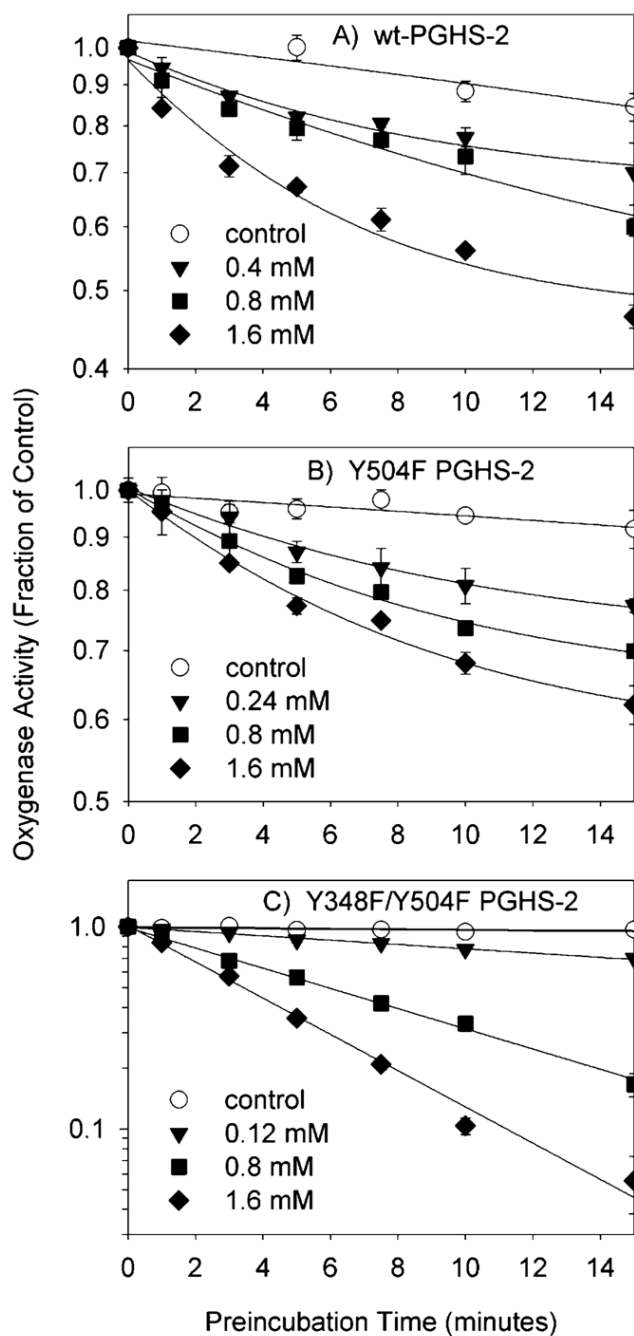 A) wt-PGHS-2
1.0
0.9
0.8
0.7
0.6
0.5
0.4
control
0.4 mM
0.8 mM
1.6 mM
0 2 4 6 8 10 12 14
B) Y504F PGHS-2
1.0
0.9
0.8
0.7
0.6
0.5
control
0.24 mM
0.8 mM
1.6 mM
0 2 4 6 8 10 12 14
Oxygenase Activity (Fraction of Control)
C) Y348F/Y504F PGHS-2
1.0
0.1
control
0.12 mM
0.8 mM
1.6 mM
0 2 4 6 8 10 12 14
Preincubation Time (minutes)